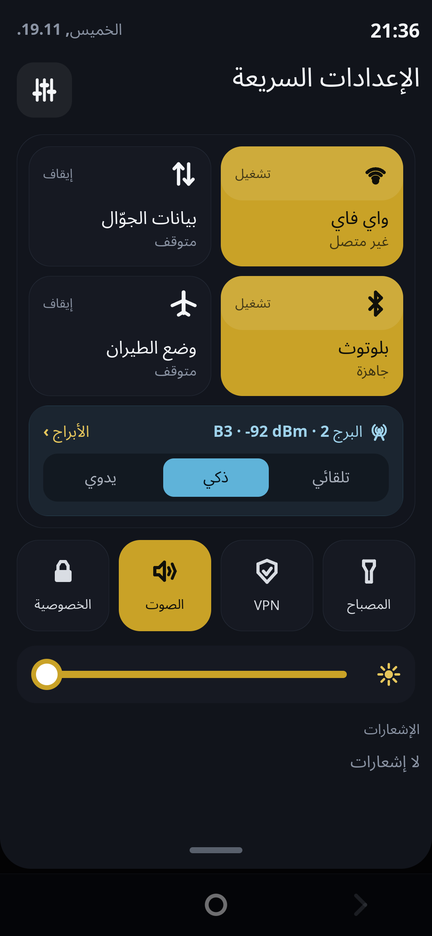 21:36
الخميس, 19.11.
الإعدادات السريعة
تشغيل
واي فاي
غير متصل
إيقاف
بيانات الجوّال
متوقف
تشغيل
بلوتوث
جاهزة
إيقاف
وضع الطيران
متوقف
البرج 2 · B3 · -92 dBm
الأبراج ›
تلقائي
ذكي
يدوي
المصباح
VPN
الصوت
الخصوصية
الإشعارات
لا إشعارات